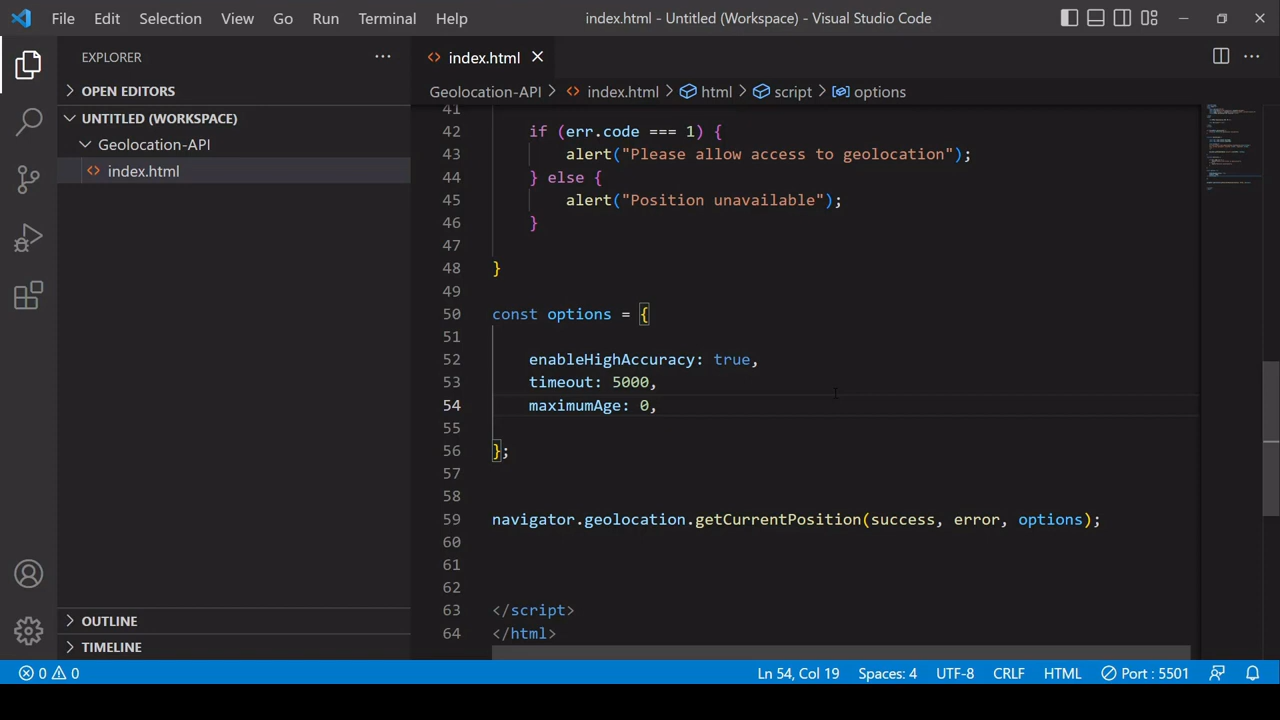 File Edit Selection View Go Run Terminal Help index.html - Untitled (Workspace) - Visual Studio Code
EXPLORER
OPEN EDITORS
UNTITLED (WORKSPACE)
Geolocation-API
index.html
OUTLINE
TIMELINE
index.html
Geolocation-API index.html html script options
41
42 if (err.code === 1) {
43 alert("Please allow access to geolocation");
44 } else {
45 alert("Position unavailable");
46 }
47
48 }
49
50 const options = {
51
52 enableHighAccuracy: true,
53 timeout: 5000,
54 maximumAge: 0,
55
56 };
57
58
59 navigator.geolocation.getCurrentPosition(success, error, options);
60
61
62
63 </script>
64 </html>
0 0 Ln 54, Col 19 Spaces: 4 UTF-8 CRLF HTML Port : 5501